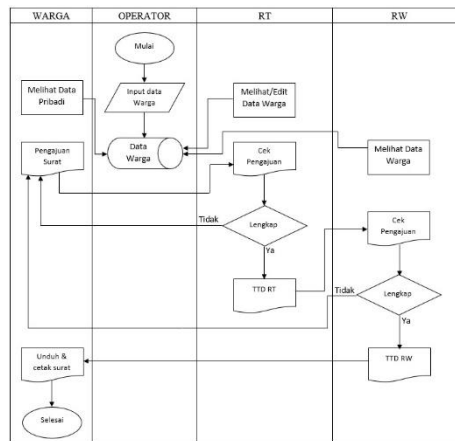 WARGA
OPERATOR
RT
RW
Mulai
Melihat Data
Pribadi
Input data
Warga
Melihat/Edit
Data Warga
Pengajuan
Surat
Data
Warga
Cek
Pengajuan
Melihat Data
Warga
Tidak
Lengkap
Ya
Cek
Pengajuan
TTD RT
Tidak
Lengkap
Ya
Unduh &
cetak surat
TTD RW
Selesai